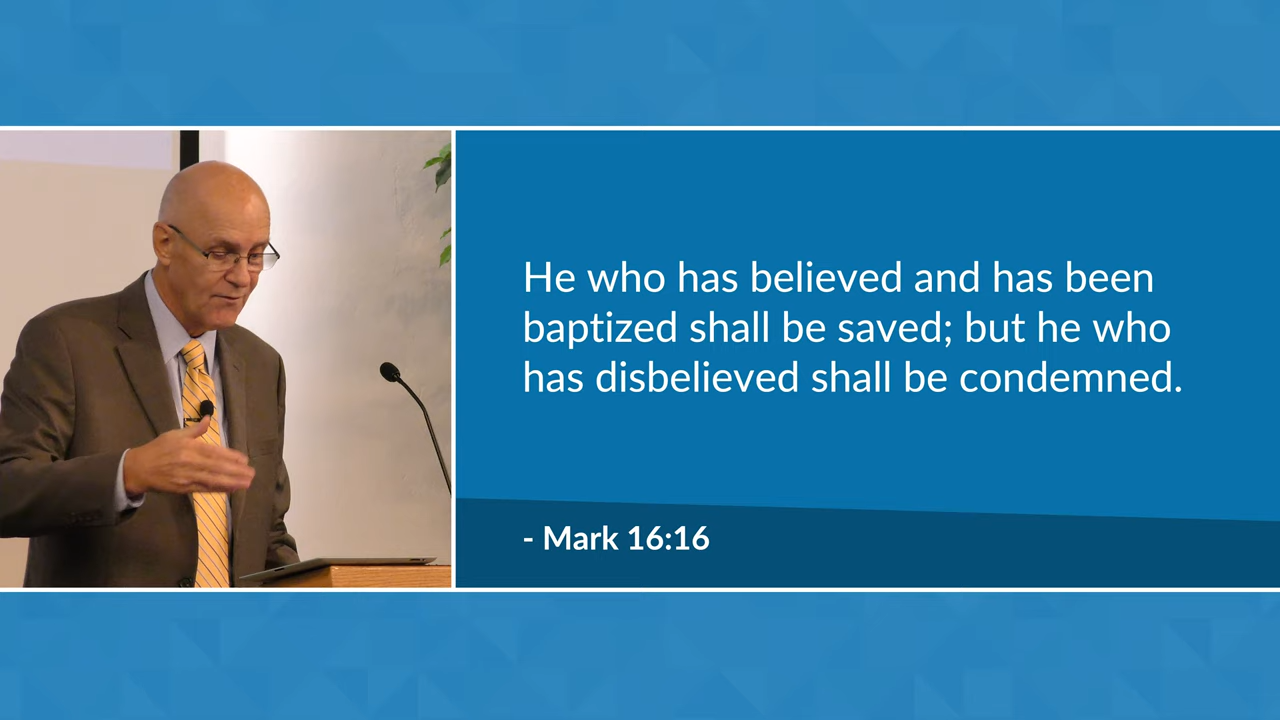 He who has believed and has been
baptized shall be saved; but he who
has disbelieved shall be condemned.
- Mark 16:16